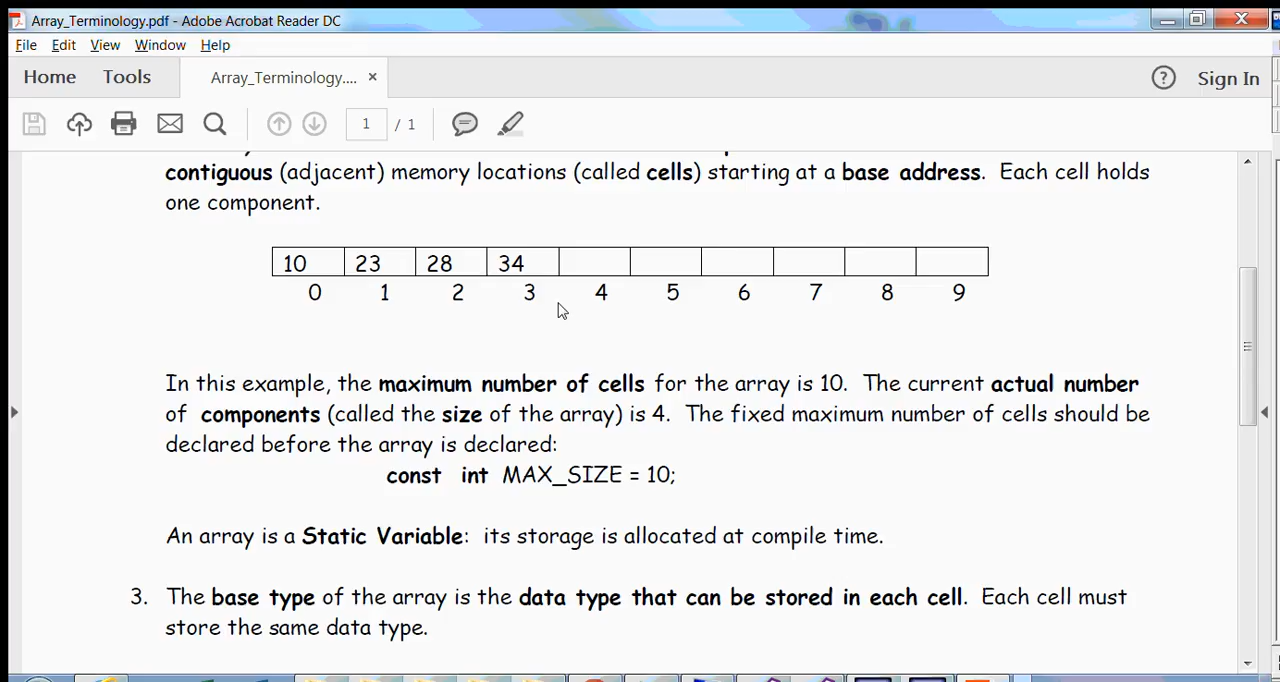 Array_Terminology.pdf - Adobe Acrobat Reader DC
File Edit View Window Help
Home Tools Array_Terminology.... × ? Sign In
1 / 1
contiguous (adjacent) memory locations (called cells) starting at a base address. Each cell holds
one component.
10 23 28 34
0 1 2 3 4 5 6 7 8 9
In this example, the maximum number of cells for the array is 10. The current actual number
of components (called the size of the array) is 4. The fixed maximum number of cells should be
declared before the array is declared:
const int MAX_SIZE = 10;
An array is a Static Variable: its storage is allocated at compile time.
3. The base type of the array is the data type that can be stored in each cell. Each cell must
store the same data type.